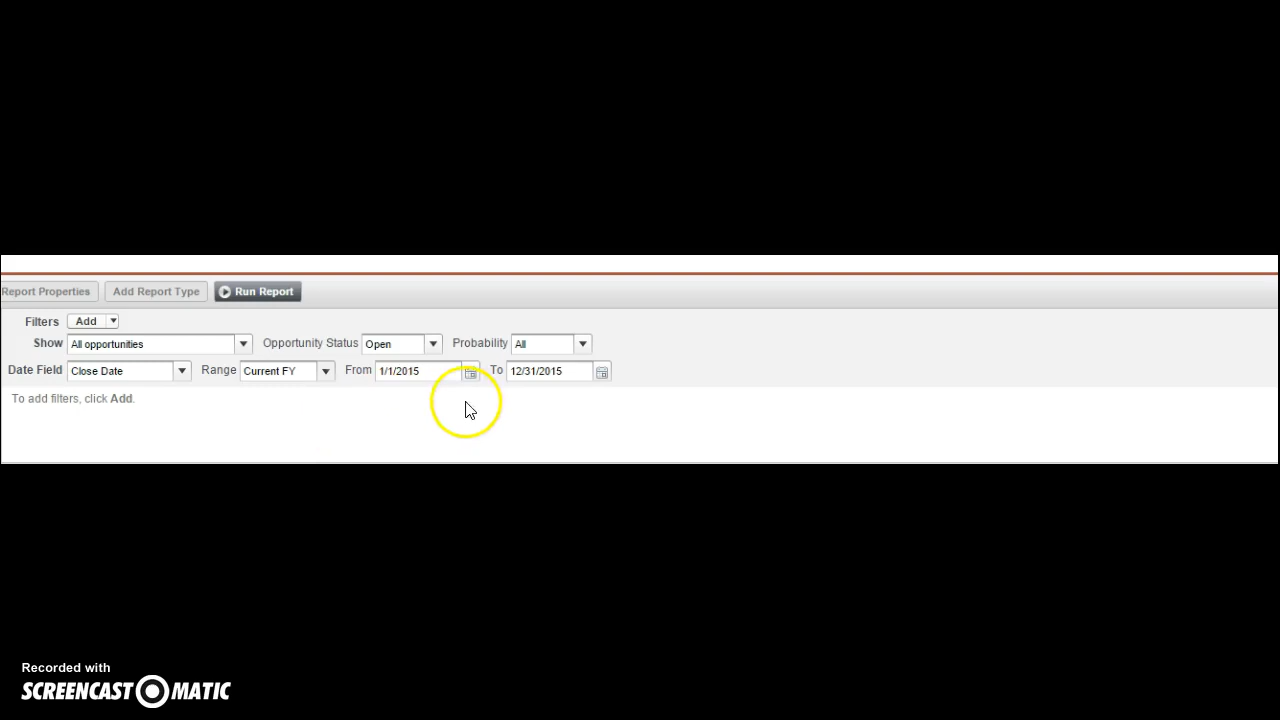 Report Properties Add Report Type Run Report
Filters Add
Show All opportunities Opportunity Status Open Probability All
Date Field Close Date Range Current FY From 1/1/2015 To 12/31/2015
To add filters, click Add.
Recorded with
SCREENCAST MATIC